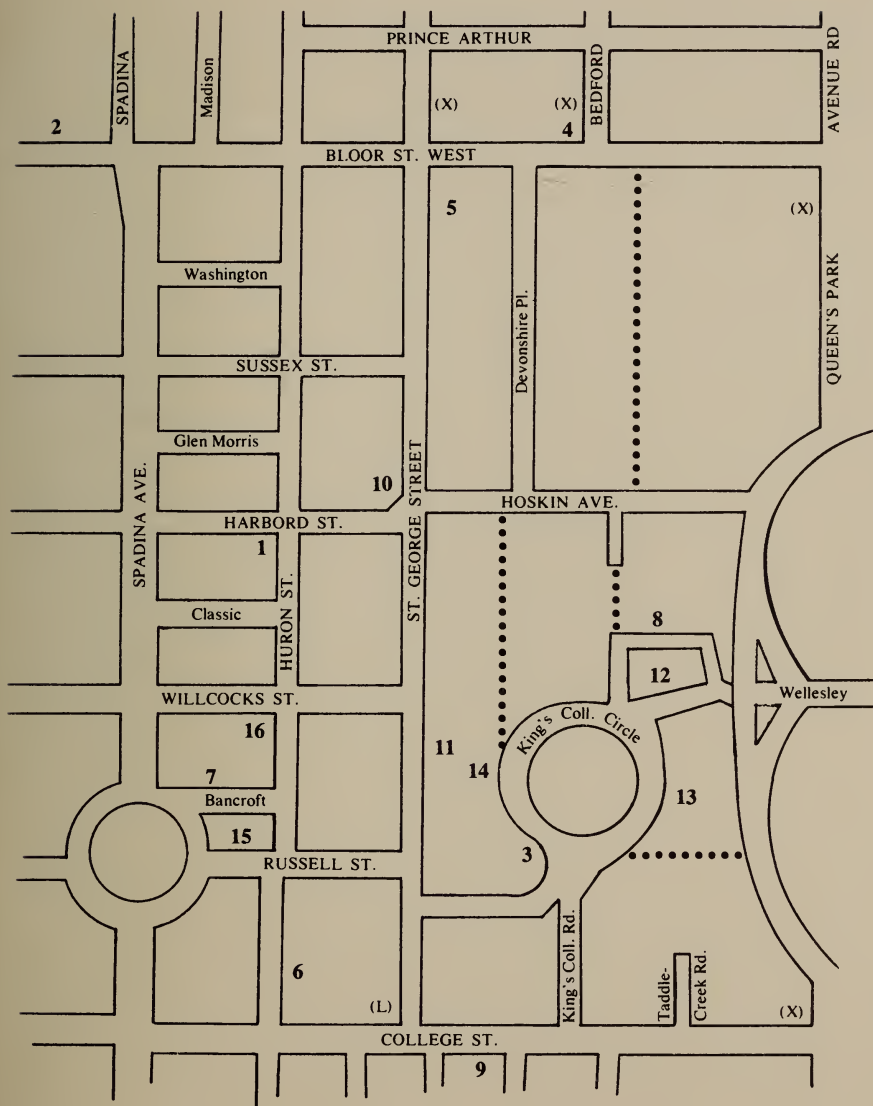 PRINCE ARTHUR
SPADINA
Madison
BEDFORD
AVENUE RD
(X)
(X)
2
4
BLOOR ST. WEST
5
(X)
Washington
Devonshire Pl.
QUEEN'S PARK
SUSSEX ST.
Glen Morris
SPADINA AVE.
10
ST. GEORGE STREET
HOSKIN AVE.
HARBORD ST.
1
HURON ST.
Classic
8
12
WILLCOCKS ST.
Wellesley
16
King's Coll. Circle
11
14
7
13
Bancroft
15
3
RUSSELL ST.
6
(L)
King's Coll. Rd.
Taddle-
Creek Rd.
(X)
COLLEGE ST.
9